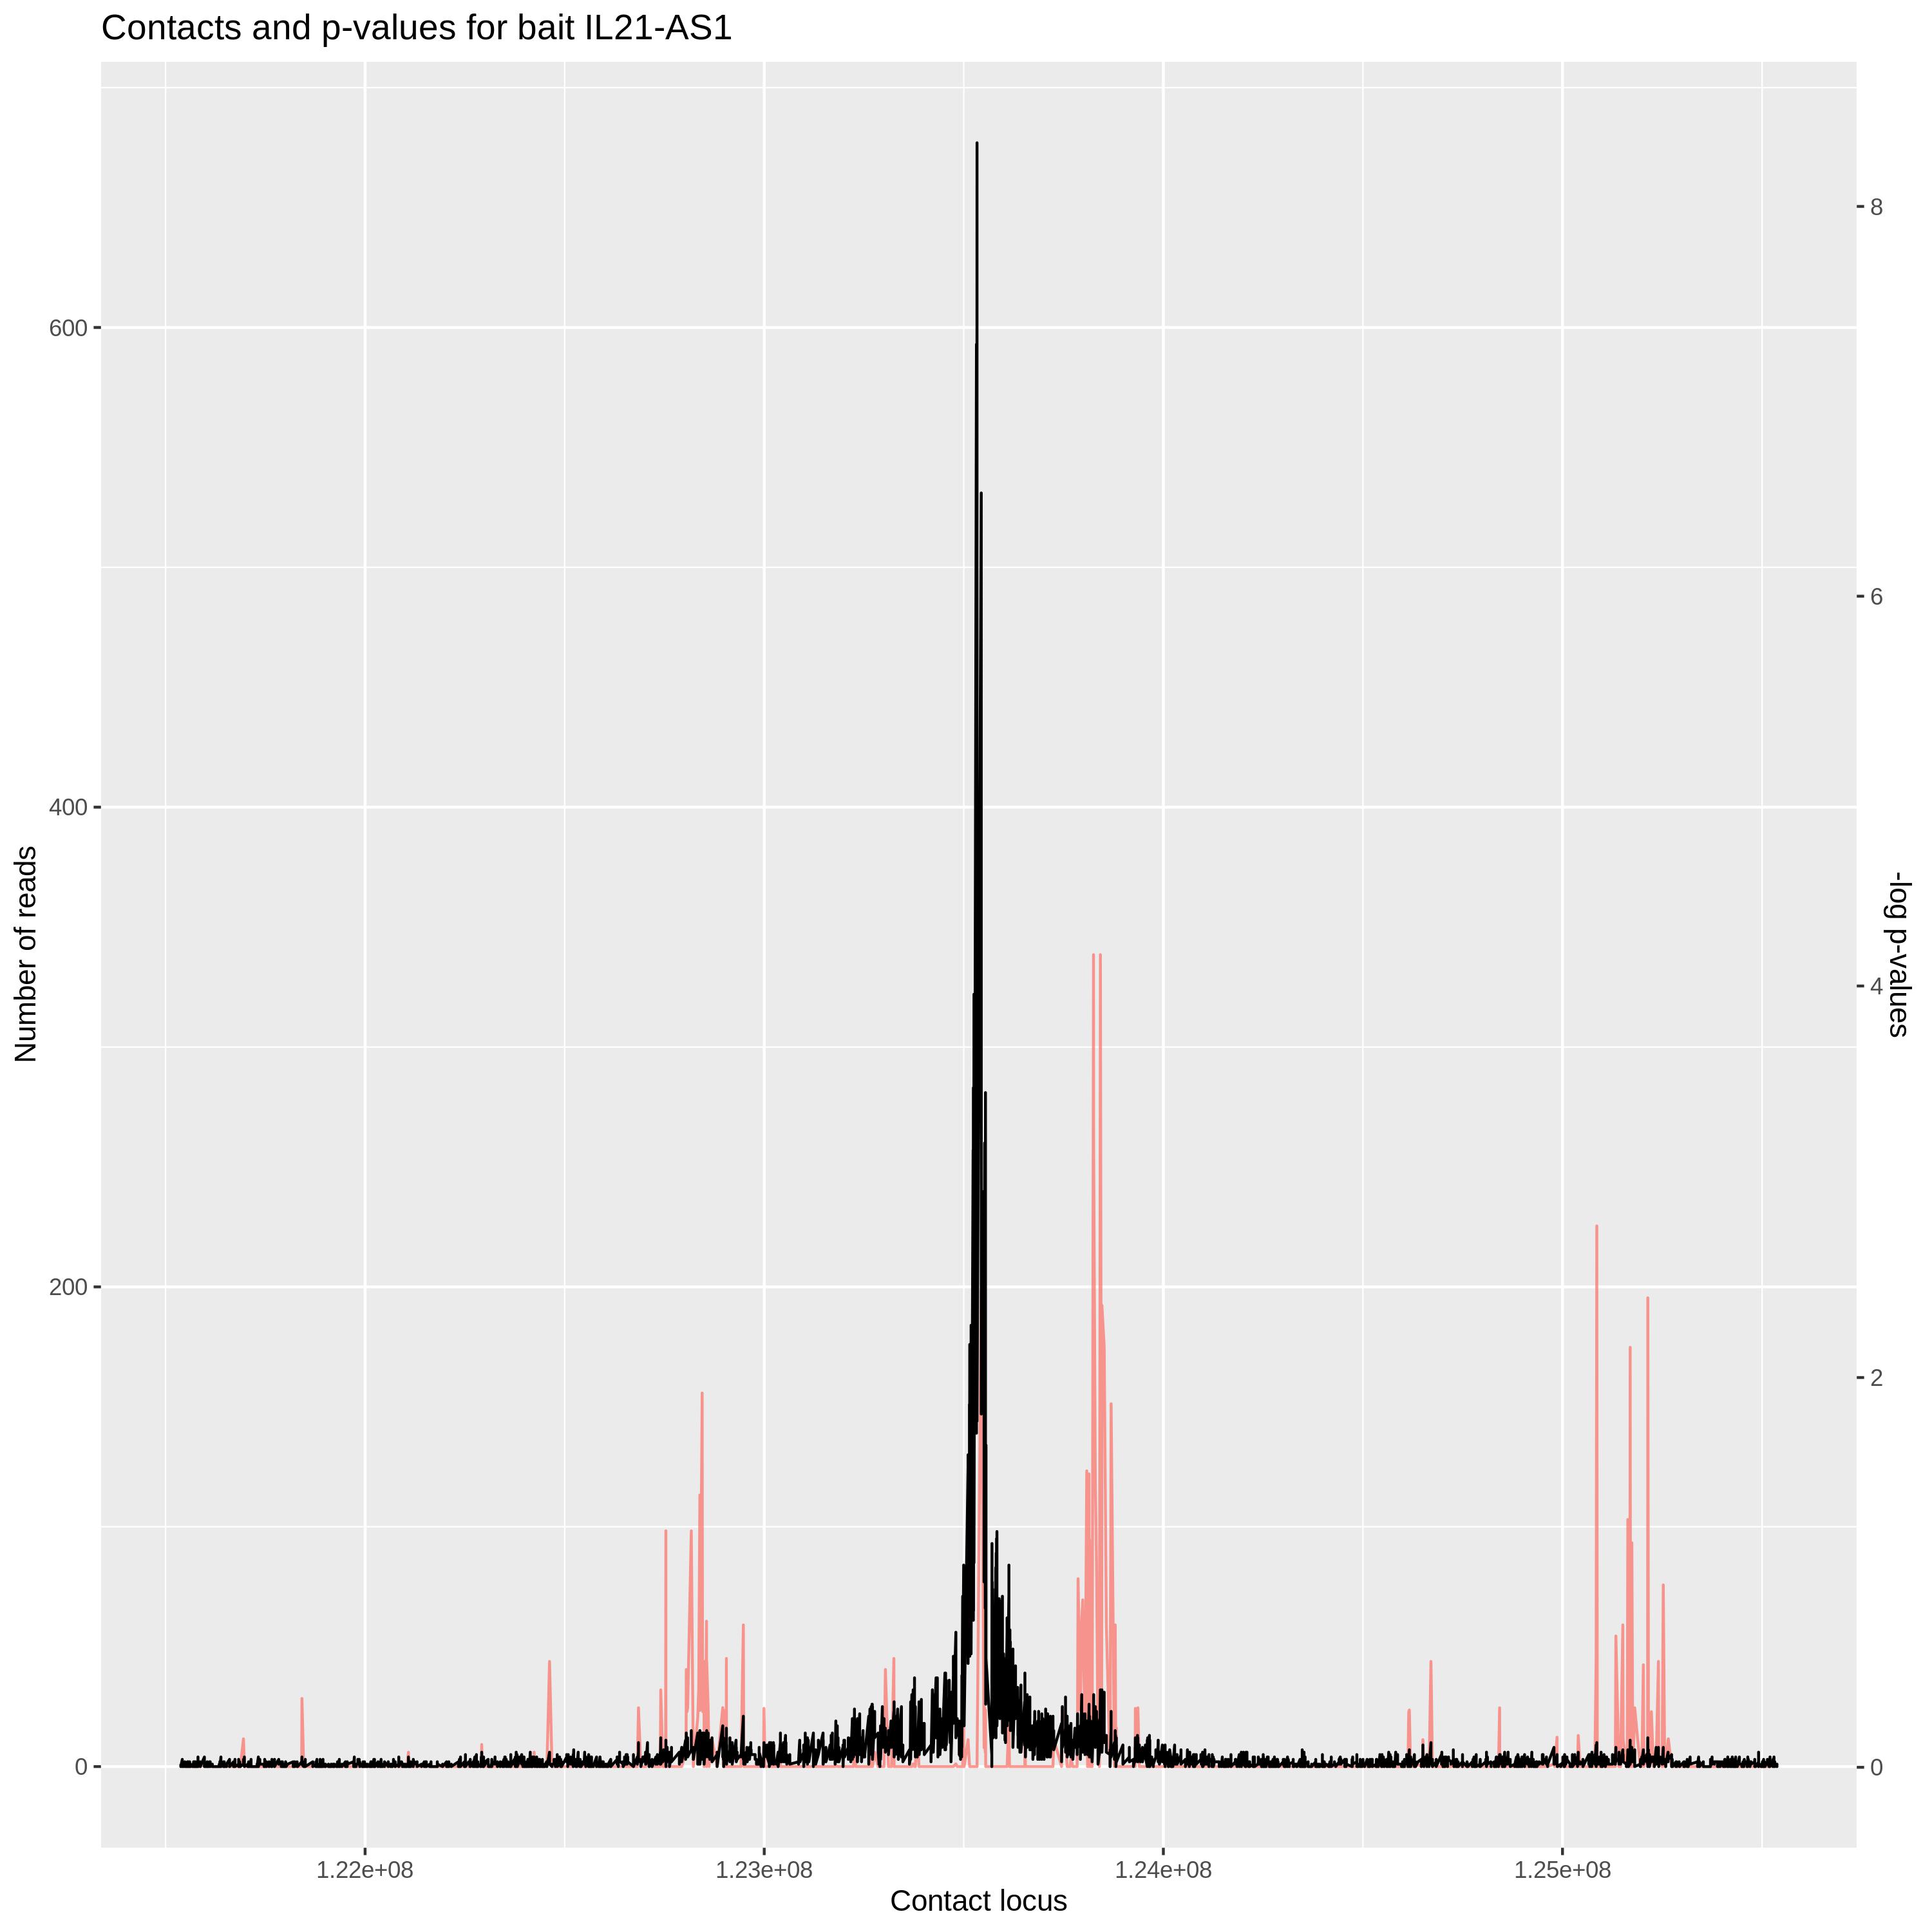 Contacts and p-values for bait IL21-AS1
8
600
6
400
Number of reads
-log p-values
4
200
2
0
0
1.22e+08
1.23e+08
1.24e+08
1.25e+08
Contact locus